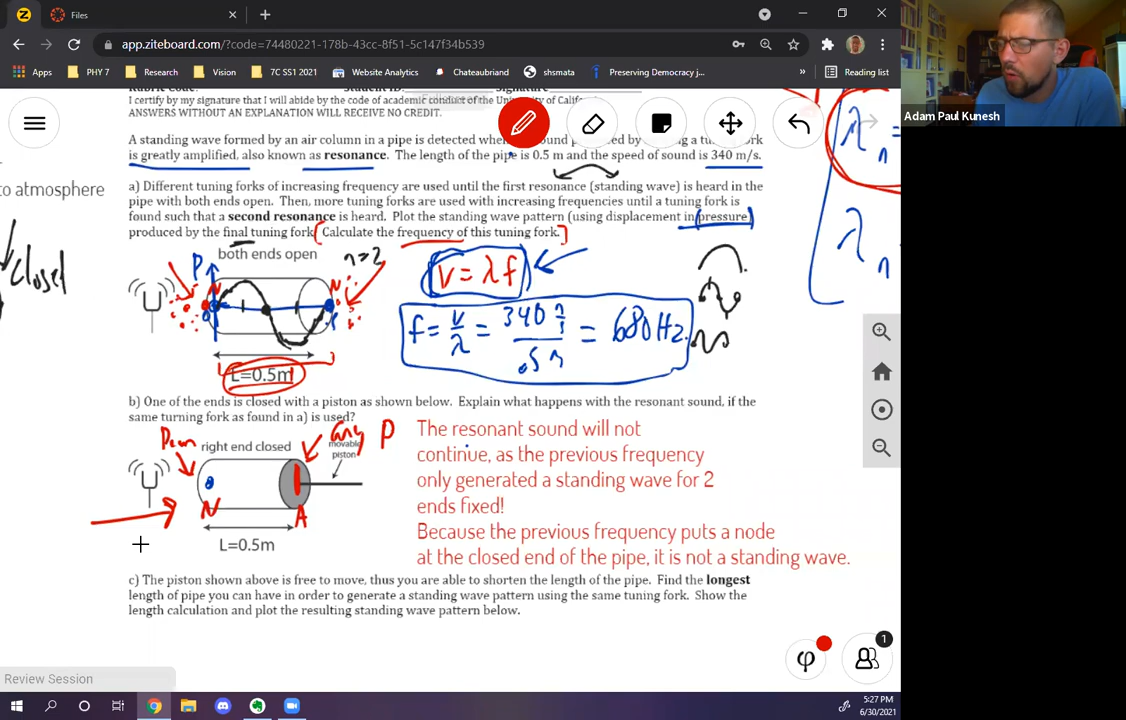 Files
app.ziteboard.com/?code=74480221-178b-43cc-8f51-5c147f34b539
Apps PHY 7 Research Vision 7C SS1 2021 Website Analytics Chateaubriand shsmata Preserving Democracy j... » Reading list
Adam Paul Kunesh
I certify by my signature that I will abide by the code of academic conduct of the University of Califor
ANSWERS WITHOUT AN EXPLANATION WILL RECEIVE NO CREDIT.
A standing wave formed by an air column in a pipe is detected when
is greatly amplified, also known as resonance. The length of the pipe is 0.5 m and the speed of sound is 340 m/s.
a) Different tuning forks of increasing frequency are used until the first resonance (standing wave) is heard in the
pipe with both ends open. Then, more tuning forks are used with increasing frequencies until a tuning fork is
found such that a second resonance is heard. Plot the standing wave pattern (using displacement in pressure)
produced by the final tuning fork. [Calculate the frequency of this tuning fork.]
to atmosphere
closed
both ends open n=2
P
N N
L=0.5m
v = λf
f = v/λ = 340 m/s / .5 m = 680 Hz.
λn =
λn
b) One of the ends is closed with a piston as shown below. Explain what happens with the resonant sound, if the
same turning fork as found in a) is used?
Patm right end closed any P
movable
piston
N A
L=0.5m
The resonant sound will not
continue, as the previous frequency
only generated a standing wave for 2
ends fixed!
Because the previous frequency puts a node
at the closed end of the pipe, it is not a standing wave.
c) The piston shown above is free to move, thus you are able to shorten the length of the pipe. Find the longest
length of pipe you can have in order to generate a standing wave pattern using the same tuning fork. Show the
length calculation and plot the resulting standing wave pattern below.
φ
1
Review Session
5:27 PM
6/30/2021